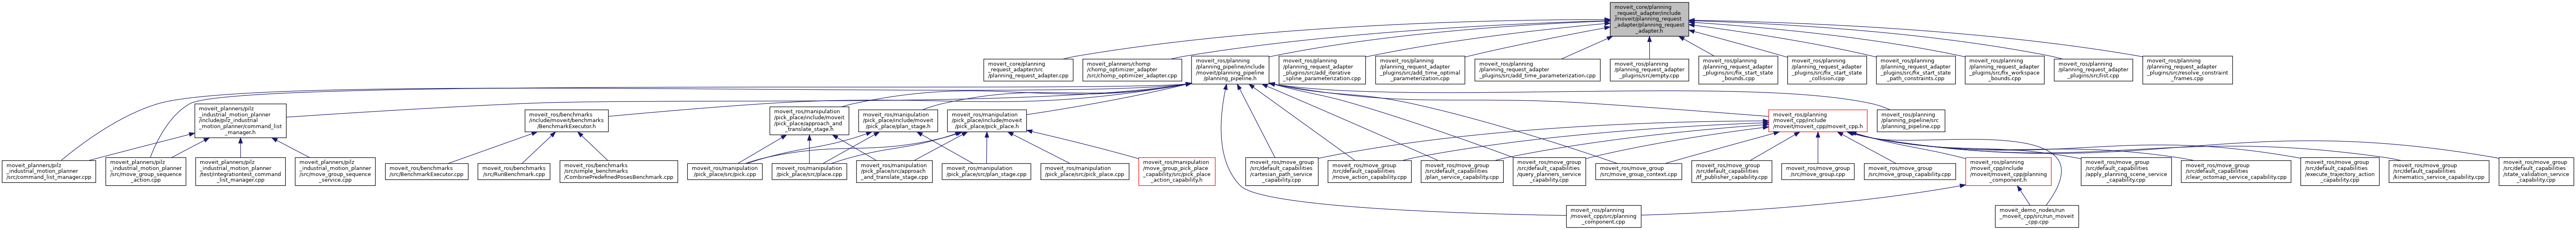 moveit_core/planning
_request_adapter/include
/moveit/planning_request
_adapter/planning_request
_adapter.h
moveit_core/planning
_request_adapter/src
/planning_request_adapter.cpp
moveit_planners/chomp
/chomp_optimizer_adapter
/src/chomp_optimizer_adapter.cpp
moveit_ros/planning
/planning_pipeline/include
/moveit/planning_pipeline
/planning_pipeline.h
moveit_ros/planning
/planning_request_adapter
_plugins/src/add_iterative
_spline_parameterization.cpp
moveit_ros/planning
/planning_request_adapter
_plugins/src/add_time_optimal
_parameterization.cpp
moveit_ros/planning
/planning_request_adapter
_plugins/src/add_time_parameterization.cpp
moveit_ros/planning
/planning_request_adapter
_plugins/src/empty.cpp
moveit_ros/planning
/planning_request_adapter
_plugins/src/fix_start_state
_bounds.cpp
moveit_ros/planning
/planning_request_adapter
_plugins/src/fix_start_state
_collision.cpp
moveit_ros/planning
/planning_request_adapter
_plugins/src/fix_start_state
_path_constraints.cpp
moveit_ros/planning
/planning_request_adapter
_plugins/src/fix_workspace
_bounds.cpp
moveit_ros/planning
/planning_request_adapter
_plugins/src/list.cpp
moveit_ros/planning
/planning_request_adapter
_plugins/src/resolve_constraint
_frames.cpp
moveit_planners/pilz
_industrial_motion_planner
/include/pilz_industrial
_motion_planner/command_list
_manager.h
moveit_ros/benchmarks
/include/moveit/benchmarks
/BenchmarkExecutor.h
moveit_ros/manipulation
/pick_place/include/moveit
/pick_place/approach_and
_translate_stage.h
moveit_ros/manipulation
/pick_place/include/moveit
/pick_place/plan_stage.h
moveit_ros/manipulation
/pick_place/include/moveit
/pick_place/pick_place.h
moveit_ros/planning
/moveit_cpp/include
/moveit/moveit_cpp/moveit_cpp.h
moveit_ros/planning
/planning_pipeline/src
/planning_pipeline.cpp
moveit_planners/pilz
_industrial_motion_planner
/src/command_list_manager.cpp
moveit_planners/pilz
_industrial_motion_planner
/src/move_group_sequence
_action.cpp
moveit_planners/pilz
_industrial_motion_planner
/test/integrationtest_command
_list_manager.cpp
moveit_planners/pilz
_industrial_motion_planner
/src/move_group_sequence
_service.cpp
moveit_ros/benchmarks
/src/BenchmarkExecutor.cpp
moveit_ros/benchmarks
/src/RunBenchmark.cpp
moveit_ros/benchmarks
/src/simple_benchmarks
/CombinePredefinedPosesBenchmark.cpp
moveit_ros/manipulation
/pick_place/src/pick.cpp
moveit_ros/manipulation
/pick_place/src/place.cpp
moveit_ros/manipulation
/pick_place/src/approach
_and_translate_stage.cpp
moveit_ros/manipulation
/pick_place/src/plan_stage.cpp
moveit_ros/manipulation
/pick_place/src/pick_place.cpp
moveit_ros/manipulation
/move_group_pick_place
_capability/src/pick_place
_action_capability.h
moveit_ros/move_group
/src/default_capabilities
/cartesian_path_service
_capability.cpp
moveit_ros/move_group
/src/default_capabilities
/move_action_capability.cpp
moveit_ros/move_group
/src/default_capabilities
/plan_service_capability.cpp
moveit_ros/move_group
/src/default_capabilities
/query_planners_service
_capability.cpp
moveit_ros/move_group
/src/move_group_context.cpp
moveit_ros/move_group
/src/default_capabilities
/tf_publisher_capability.cpp
moveit_ros/move_group
/src/move_group.cpp
moveit_ros/move_group
/src/move_group_capability.cpp
moveit_ros/planning
/moveit_cpp/include
/moveit/moveit_cpp/planning
_component.h
moveit_ros/move_group
/src/default_capabilities
/apply_planning_scene_service
_capability.cpp
moveit_ros/move_group
/src/default_capabilities
/clear_octomap_service_capability.cpp
moveit_ros/move_group
/src/default_capabilities
/execute_trajectory_action
_capability.cpp
moveit_ros/move_group
/src/default_capabilities
/kinematics_service_capability.cpp
moveit_ros/move_group
/src/default_capabilities
/state_validation_service
_capability.cpp
moveit_ros/planning
/moveit_cpp/src/planning
_component.cpp
moveit_demo_nodes/run
_moveit_cpp/src/run_moveit
_cpp.cpp